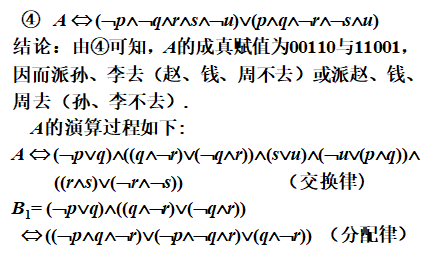 ④ A⇔(¬p∧¬q∧r∧s∧¬u)∨(p∧q∧¬r∧¬s∧u)
结论：由④可知，A的成真赋值为00110与11001，
因而派孙、李去（赵、钱、周不去）或派赵、钱、
周去（孙、李不去）.
A的演算过程如下:
A⇔(¬p∨q)∧((q∧¬r)∨(¬q∧r))∧(s∨u)∧(¬u∨(p∧q))∧
((r∧s)∨(¬r∧¬s)) （交换律）
B₁= (¬p∨q)∧((q∧¬r)∨(¬q∧r))
⇔((¬p∧q∧¬r)∨(¬p∧¬q∧r)∨(q∧¬r)) （分配律）